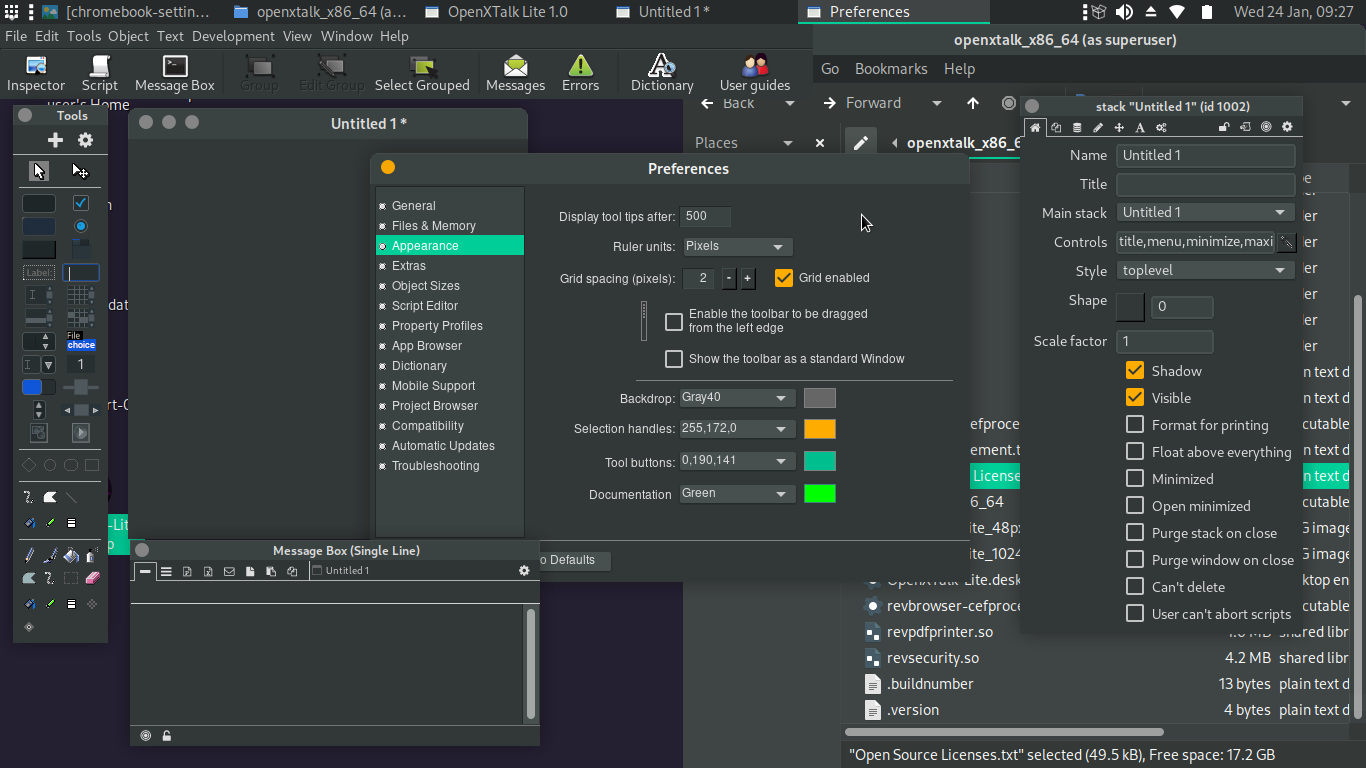 [chromebook-settin...
openxtalk_x86_64 (a...
OpenXTalk Lite 1.0
Untitled 1 *
Preferences
Wed 24 Jan, 09:27
File Edit Tools Object Text Development View Window Help
openxtalk_x86_64 (as superuser)
Inspector
Script
Message Box
Group
Edit Group
Select Grouped
Messages
Errors
Dictionary
User guides
Go Bookmarks Help
user's Home
Back
Forward
Places
openxtalk_x86_6
Tools
Label:
File
choice
1
Untitled 1 *
Preferences
General
Files & Memory
Appearance
Extras
Object Sizes
Script Editor
Property Profiles
App Browser
Dictionary
Mobile Support
Project Browser
Compatibility
Automatic Updates
Troubleshooting
Display tool tips after: 500
Ruler units: Pixels
Grid spacing (pixels): 2 - + Grid enabled
Enable the toolbar to be dragged
from the left edge
Show the toolbar as a standard Window
Backdrop: Gray40
Selection handles: 255,172,0
Tool buttons: 0,190,141
Documentation Green
o Defaults
Message Box (Single Line)
Untitled 1
stack "Untitled 1" (id 1002)
Name Untitled 1
Title
Main stack Untitled 1
Controls title,menu,minimize,maxi
Style toplevel
Shape 0
Scale factor 1
Shadow
Visible
Format for printing
Float above everything
Minimized
Open minimized
Purge stack on close
Purge window on close
Can't delete
User can't abort scripts
efproce
ement.t
License
6_64
ite_48px
ite_1024
OpenXTalk-Lite.desk
revbrowser-cefproce
revpdfprinter.so
shared libr
revsecurity.so 4.2 MB shared libr
.buildnumber 13 bytes plain text d
.version 4 bytes plain text d
"Open Source Licenses.txt" selected (49.5 kB), Free space: 17.2 GB